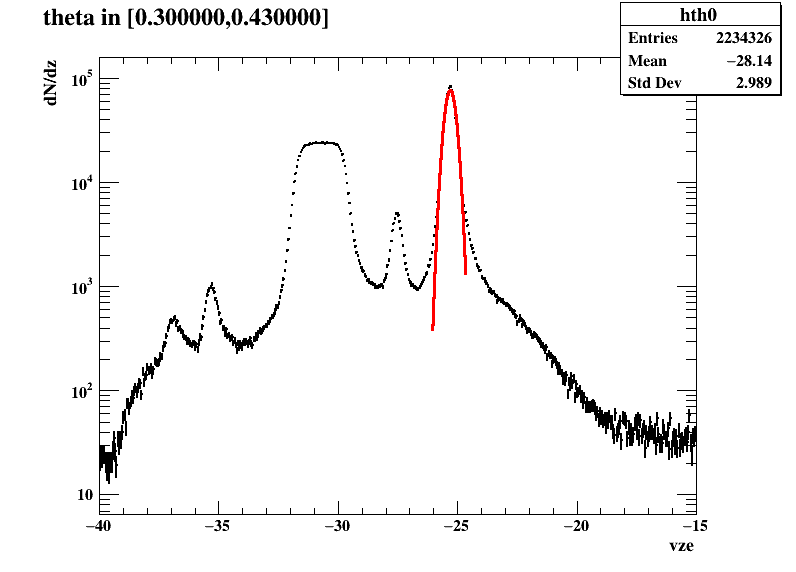 theta in [0.300000,0.430000]
hth0
Entries 2234326
Mean −28.14
Std Dev 2.989
dN/dz
10^5
10^4
10^3
10^2
10
−40 −35 −30 −25 −20 −15
vze